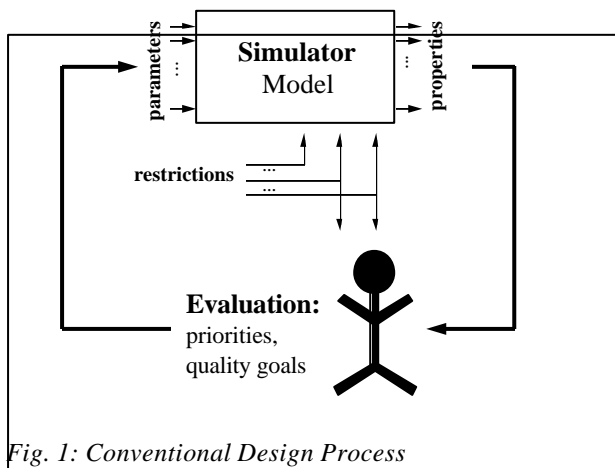 parameters
...
Simulator
Model
...
properties
restrictions
...
...
Evaluation:
priorities,
quality goals
Fig. 1: Conventional Design Process